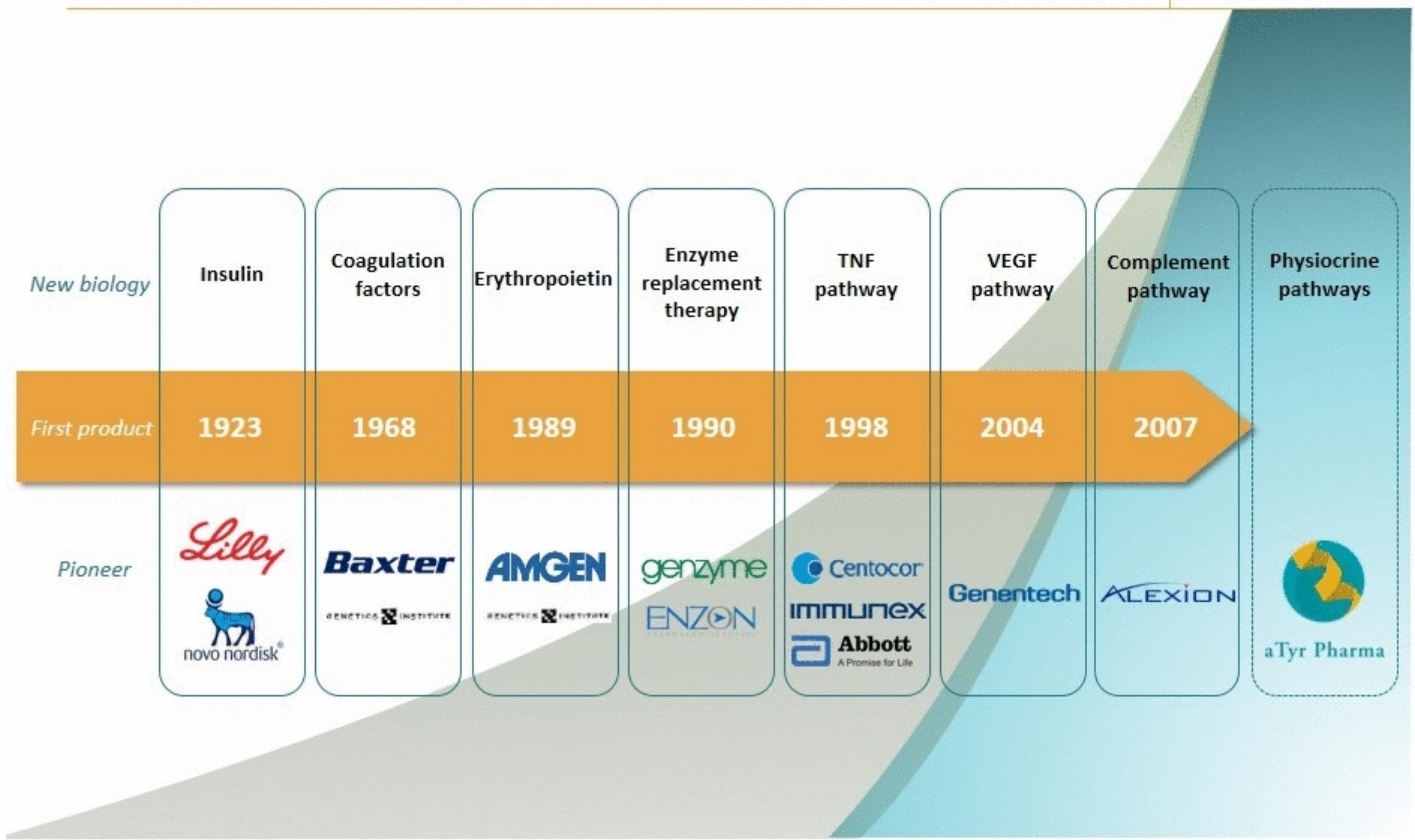 New biology
Insulin
Coagulation
factors
Erythropoietin
Enzyme
replacement
therapy
TNF
pathway
VEGF
pathway
Complement
pathway
Physiocrine
pathways
First product
1923
1968
1989
1990
1998
2004
2007
Pioneer
Lilly
novo nordisk®
Baxter
GENETICS INSTITUTE
AMGEN
GENETICS INSTITUTE
genzyme
ENZON
Centocor
IMMUNEX
Abbott
A Promise for Life
Genentech
ALEXION
aTyr Pharma